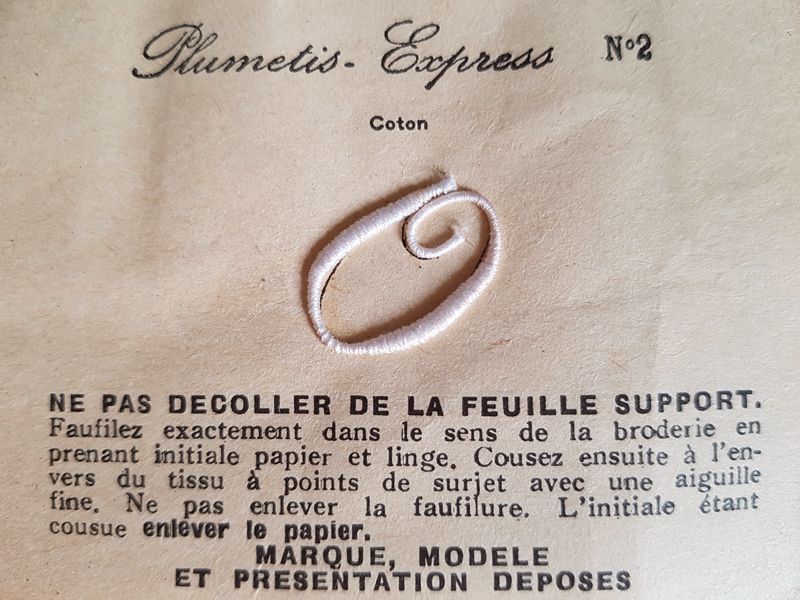 Plumetis - Express N°2
Coton
O
NE PAS DECOLLER DE LA FEUILLE SUPPORT.
Faufilez exactement dans le sens de la broderie en
prenant initiale papier et linge. Cousez ensuite à l'en-
vers du tissu à points de surjet avec une aiguille
fine. Ne pas enlever la faufilure. L'initiale étant
cousue enlever le papier.
MARQUE, MODELE
ET PRESENTATION DEPOSES